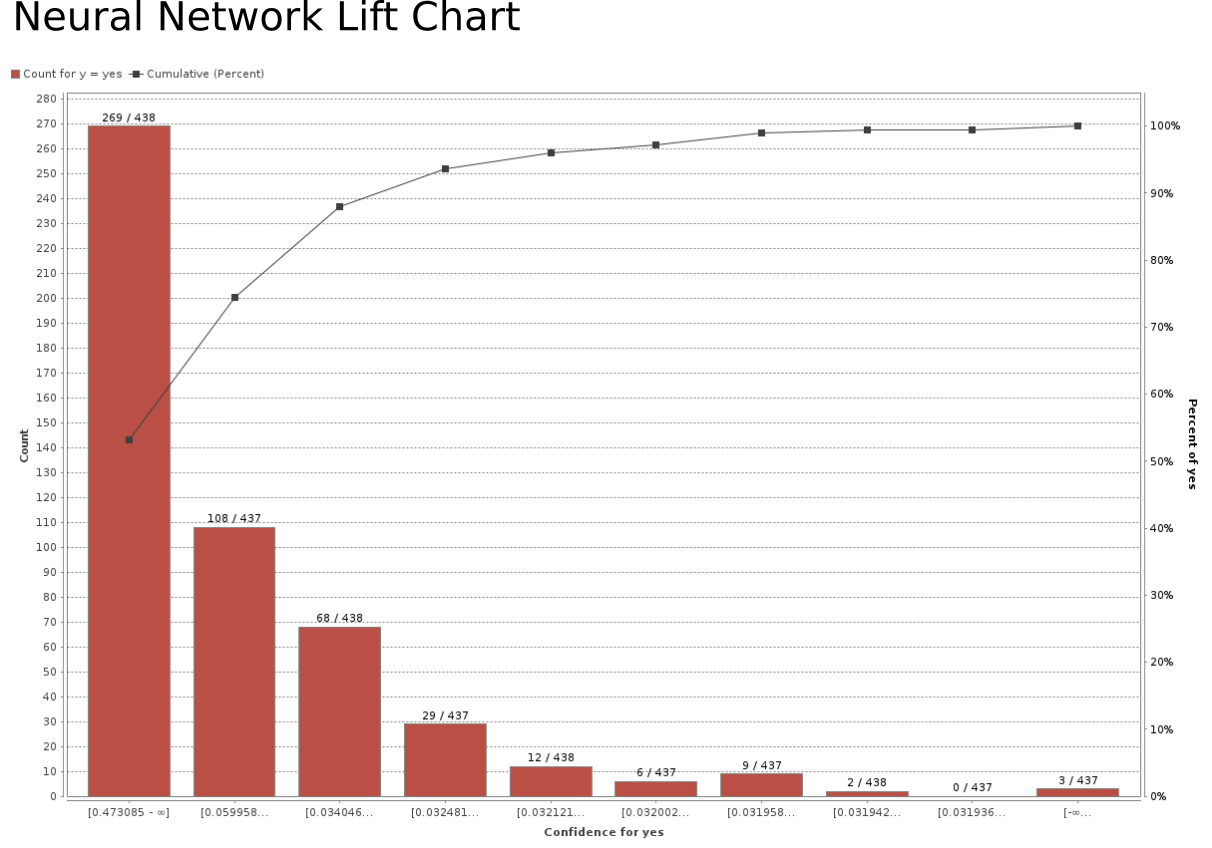 Neural Network Lift Chart
Count for y = yes Cumulative (Percent)
280
270
260
250
240
230
220
210
200
190
180
170
160
150
140
130
120
110
100
90
80
70
60
50
40
30
20
10
0
Count
269 / 438
108 / 437
68 / 438
29 / 437
12 / 438
6 / 437
9 / 437
2 / 438
0 / 437
3 / 437
100%
90%
80%
70%
60%
50%
40%
30%
20%
10%
0%
Percent of yes
[0.473085 - ∞] [0.059958... [0.034046... [0.032481... [0.032121... [0.032002... [0.031958... [0.031942... [0.031936... [-∞...
Confidence for yes